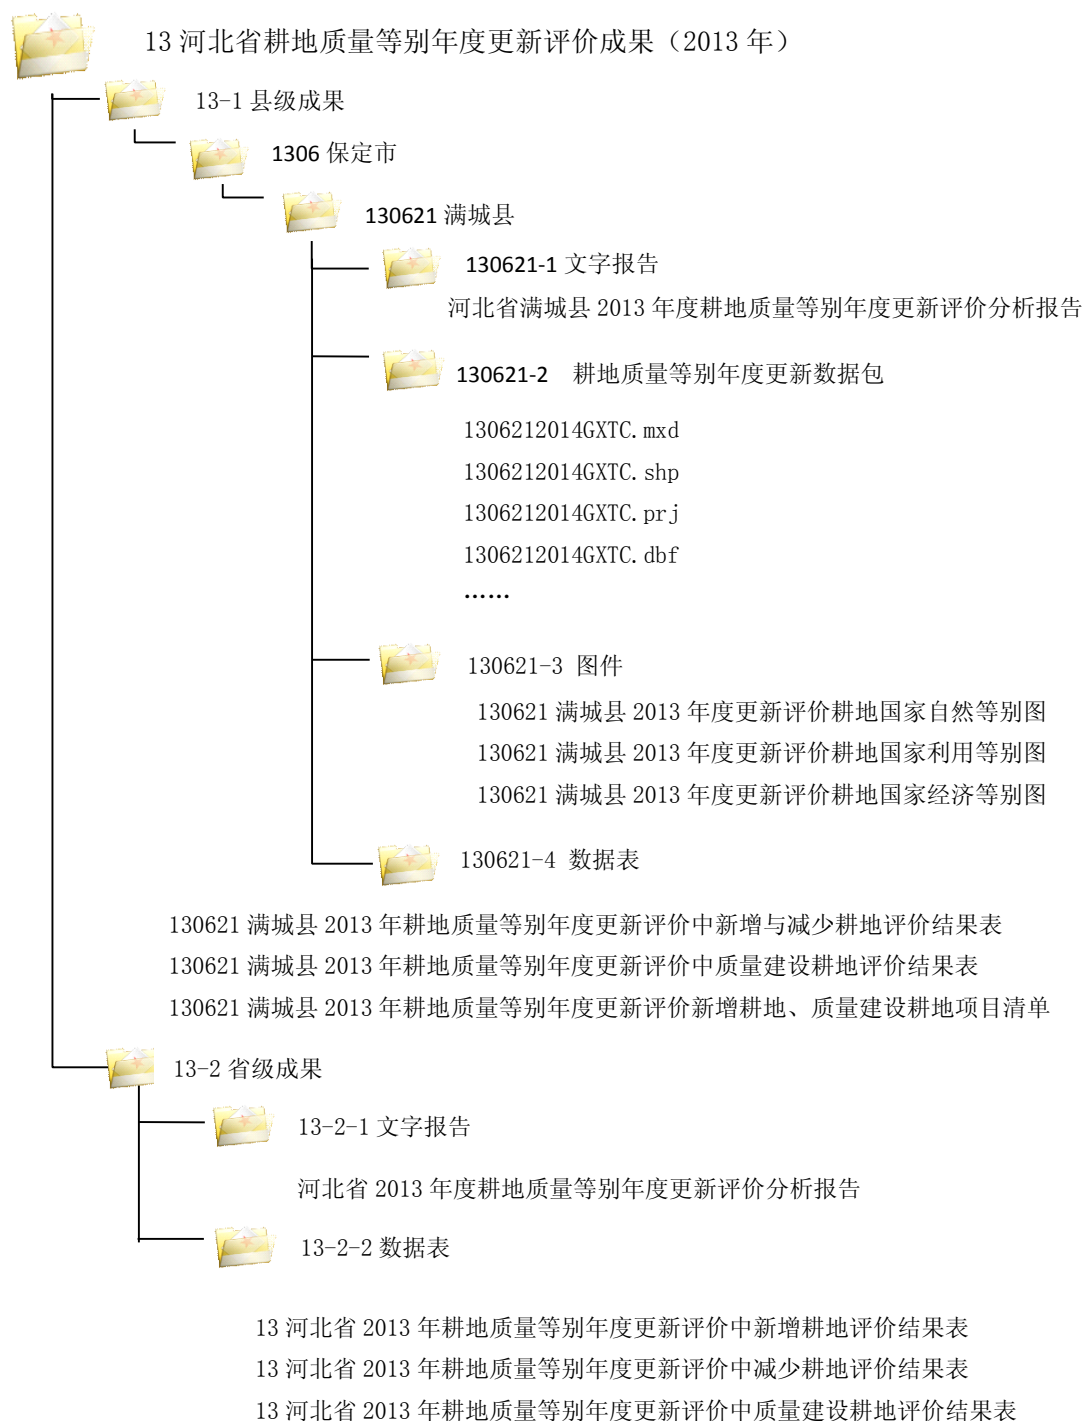 13 河北省耕地质量等别年度更新评价成果（2013 年）
13-1 县级成果
1306 保定市
130621 满城县
130621-1 文字报告
河北省满城县 2013 年度耕地质量等别年度更新评价分析报告
130621-2 耕地质量等别年度更新数据包
1306212014GXTC.mxd
1306212014GXTC.shp
1306212014GXTC.prj
1306212014GXTC.dbf
……
130621-3 图件
130621 满城县 2013 年度更新评价耕地国家自然等别图
130621 满城县 2013 年度更新评价耕地国家利用等别图
130621 满城县 2013 年度更新评价耕地国家经济等别图
130621-4 数据表
130621 满城县 2013 年耕地质量等别年度更新评价中新增与减少耕地评价结果表
130621 满城县 2013 年耕地质量等别年度更新评价中质量建设耕地评价结果表
130621 满城县 2013 年耕地质量等别年度更新评价新增耕地、质量建设耕地项目清单
13-2 省级成果
13-2-1 文字报告
河北省 2013 年度耕地质量等别年度更新评价分析报告
13-2-2 数据表
13 河北省 2013 年耕地质量等别年度更新评价中新增耕地评价结果表
13 河北省 2013 年耕地质量等别年度更新评价中减少耕地评价结果表
13 河北省 2013 年耕地质量等别年度更新评价中质量建设耕地评价结果表